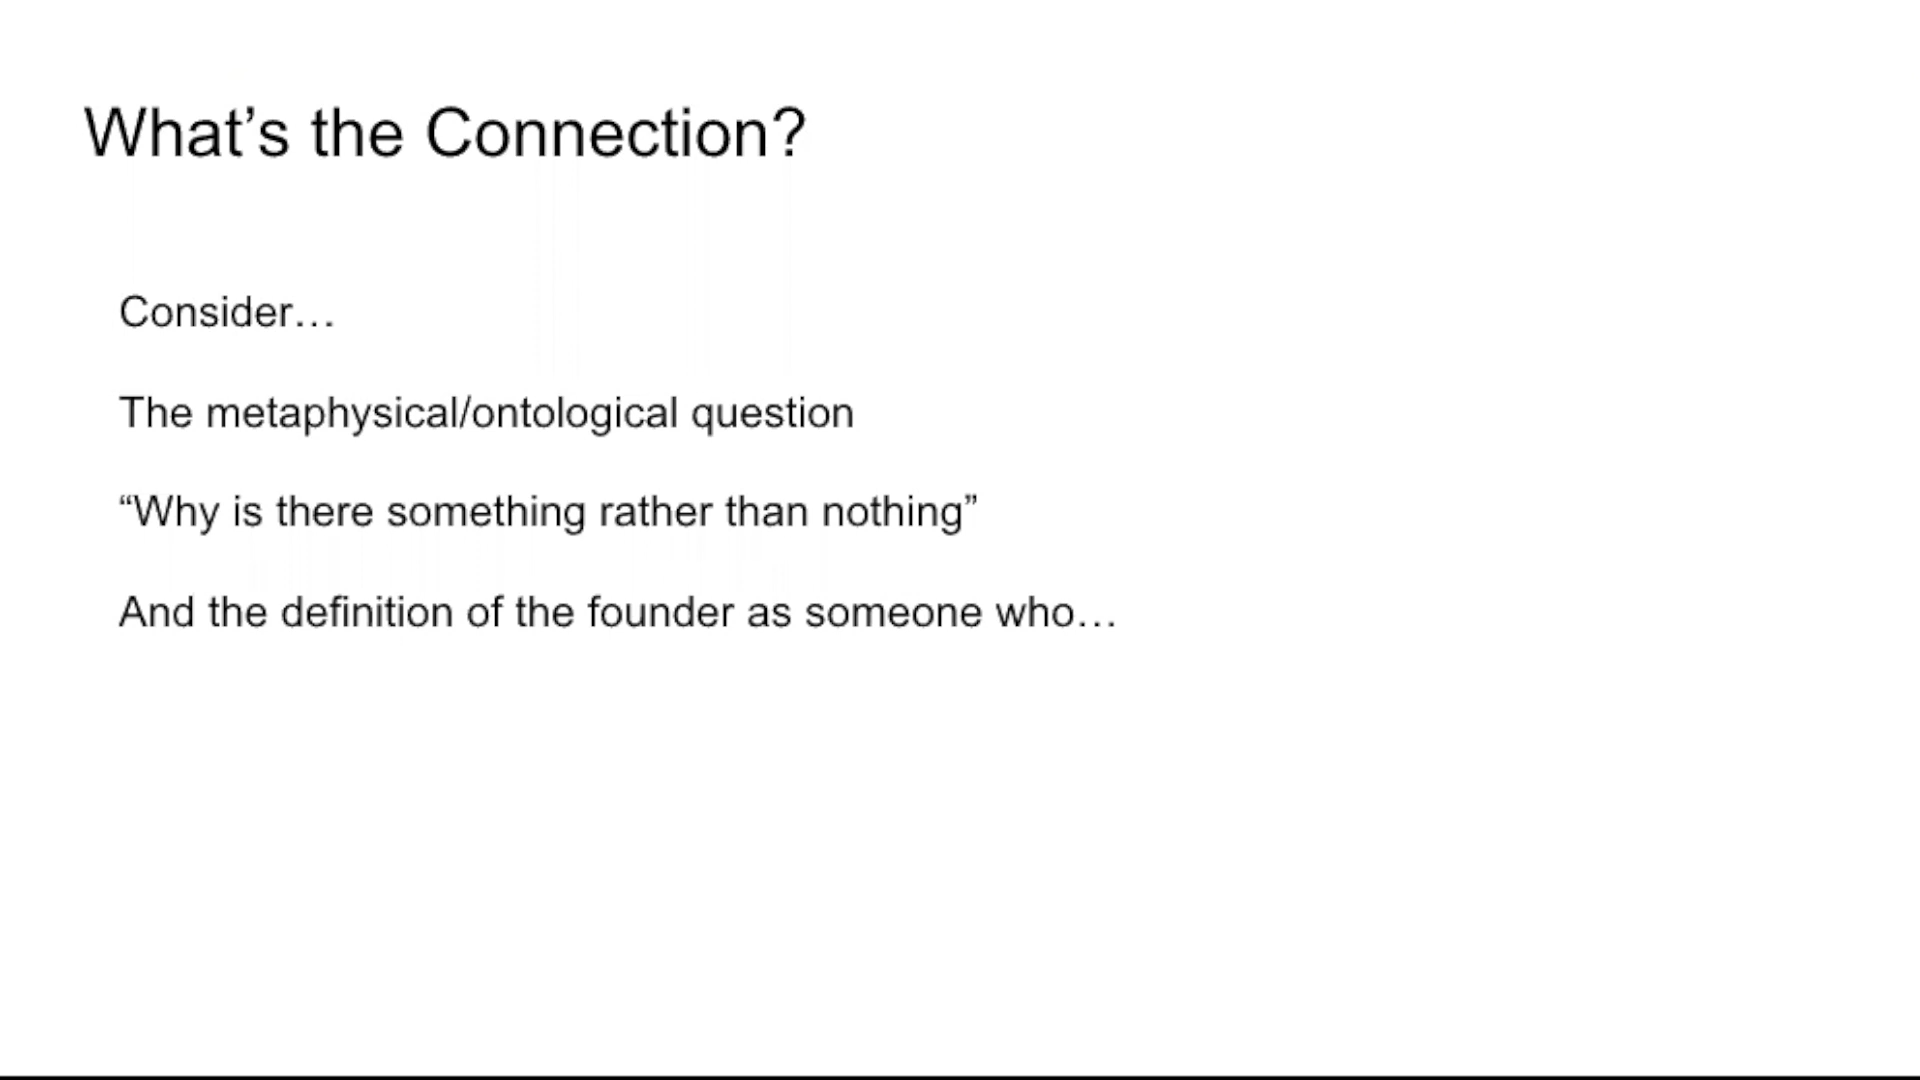 What’s the Connection?
Consider…
The metaphysical/ontological question
“Why is there something rather than nothing”
And the definition of the founder as someone who…